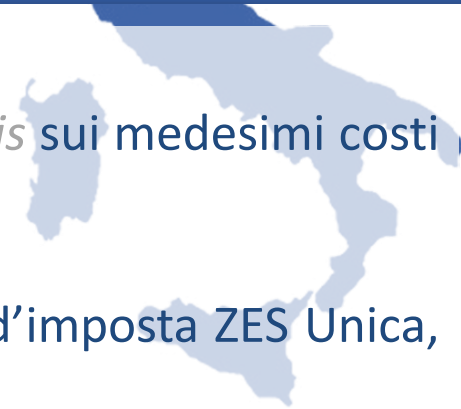 is sui medesimi costi
d’imposta ZES Unica,